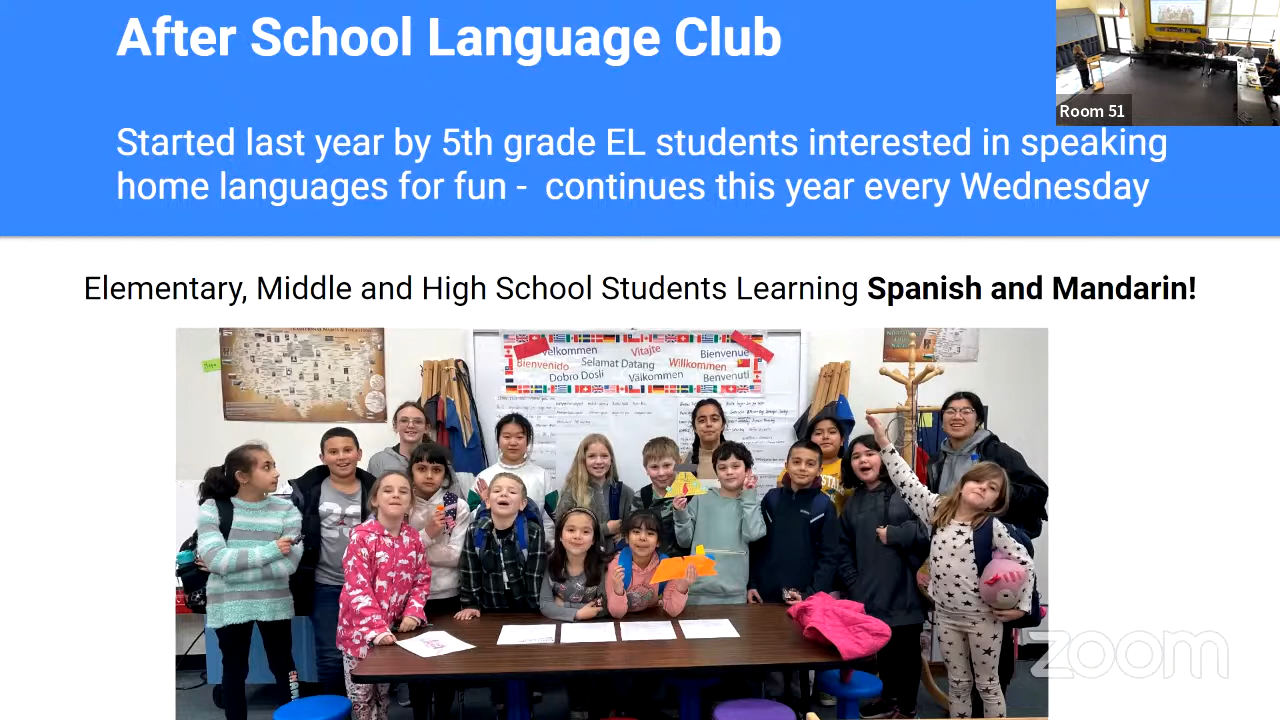 After School Language Club
Room 51
Started last year by 5th grade EL students interested in speaking
home languages for fun - continues this year every Wednesday
Elementary, Middle and High School Students Learning Spanish and Mandarin!
Velkommen Vitajte Bienvenue
Bienvenido Selamat Datang Willkommen
Dobro Dosli Väikommen Benvenuti
zoom